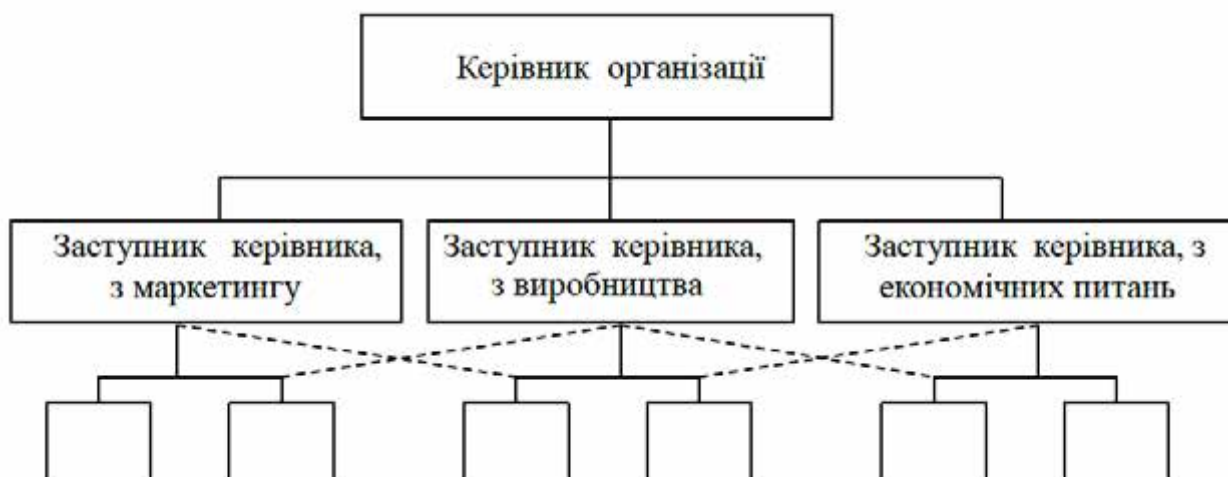 Керівник організації
Заступник керівника,
з маркетингу
Заступник керівника,
з виробництва
Заступник керівника, з
економічних питань